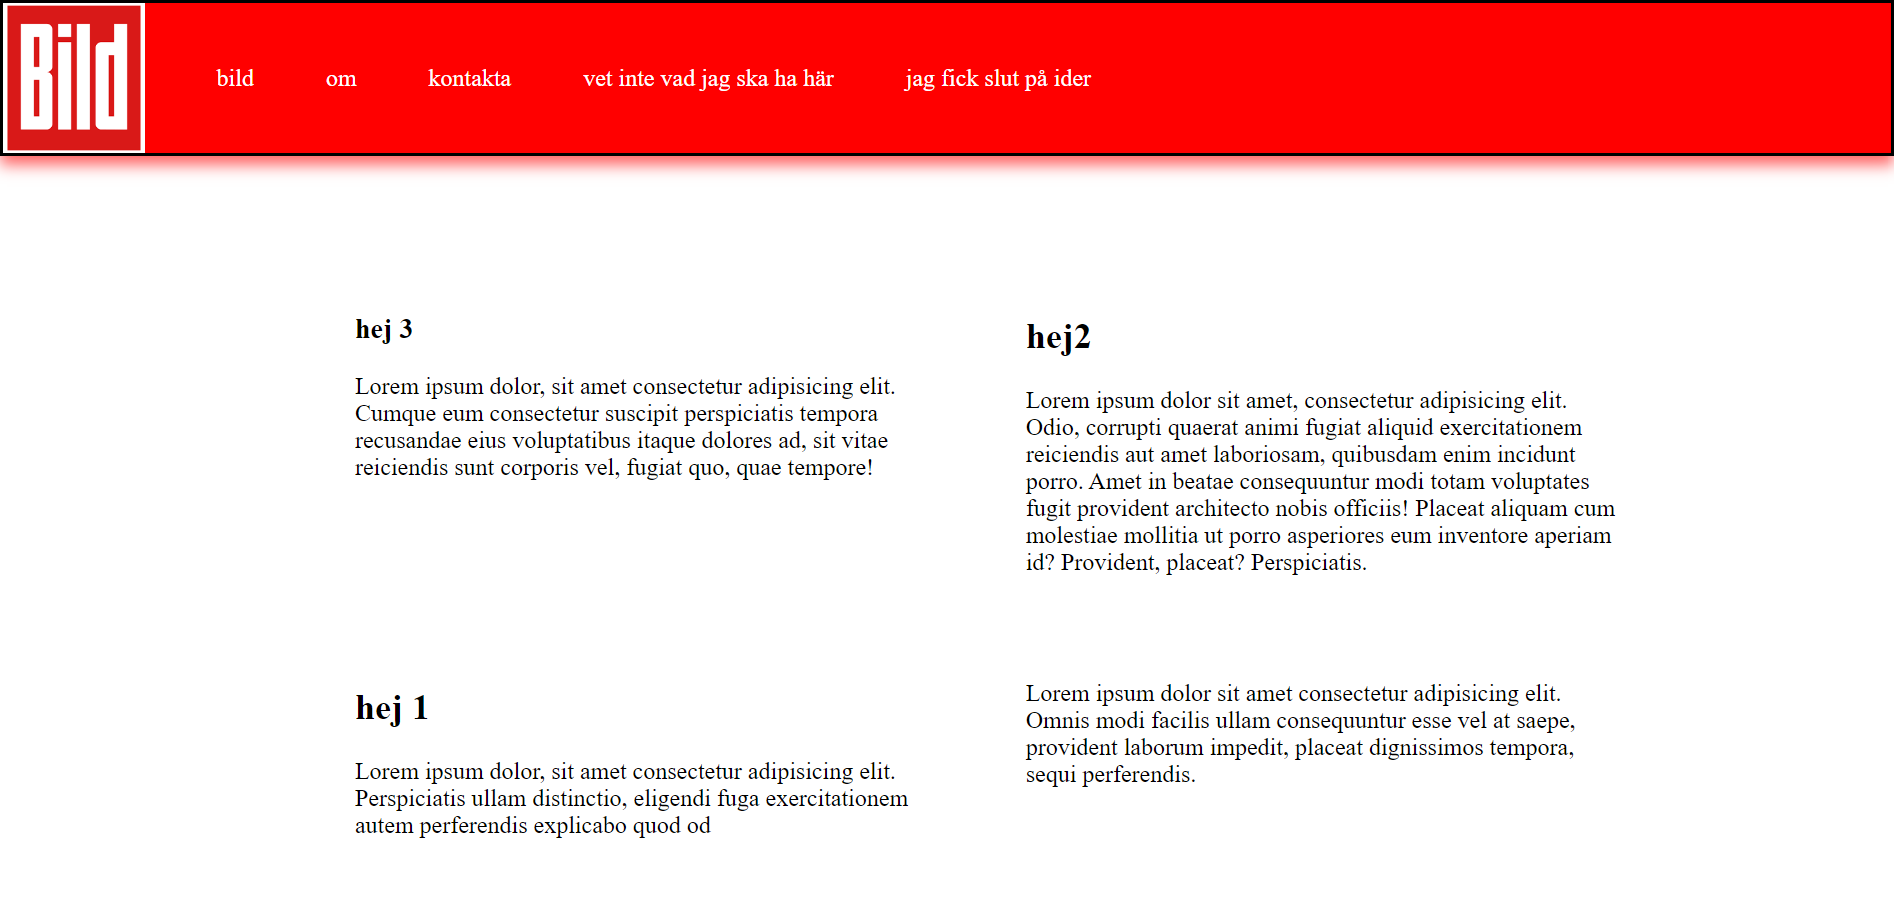 Bild
bild om kontakta vet inte vad jag ska ha här jag fick slut på ider
hej 3
Lorem ipsum dolor, sit amet consectetur adipisicing elit.
Cumque eum consectetur suscipit perspiciatis tempora
recusandae eius voluptatibus itaque dolores ad, sit vitae
reiciendis sunt corporis vel, fugiat quo, quae tempore!
hej2
Lorem ipsum dolor sit amet, consectetur adipisicing elit.
Odio, corrupti quaerat animi fugiat aliquid exercitationem
reiciendis aut amet laboriosam, quibusdam enim incidunt
porro. Amet in beatae consequuntur modi totam voluptates
fugit provident architecto nobis officiis! Placeat aliquam cum
molestiae mollitia ut porro asperiores eum inventore aperiam
id? Provident, placeat? Perspiciatis.
hej 1
Lorem ipsum dolor, sit amet consectetur adipisicing elit.
Perspiciatis ullam distinctio, eligendi fuga exercitationem
autem perferendis explicabo quod od
Lorem ipsum dolor sit amet consectetur adipisicing elit.
Omnis modi facilis ullam consequuntur esse vel at saepe,
provident laborum impedit, placeat dignissimos tempora,
sequi perferendis.